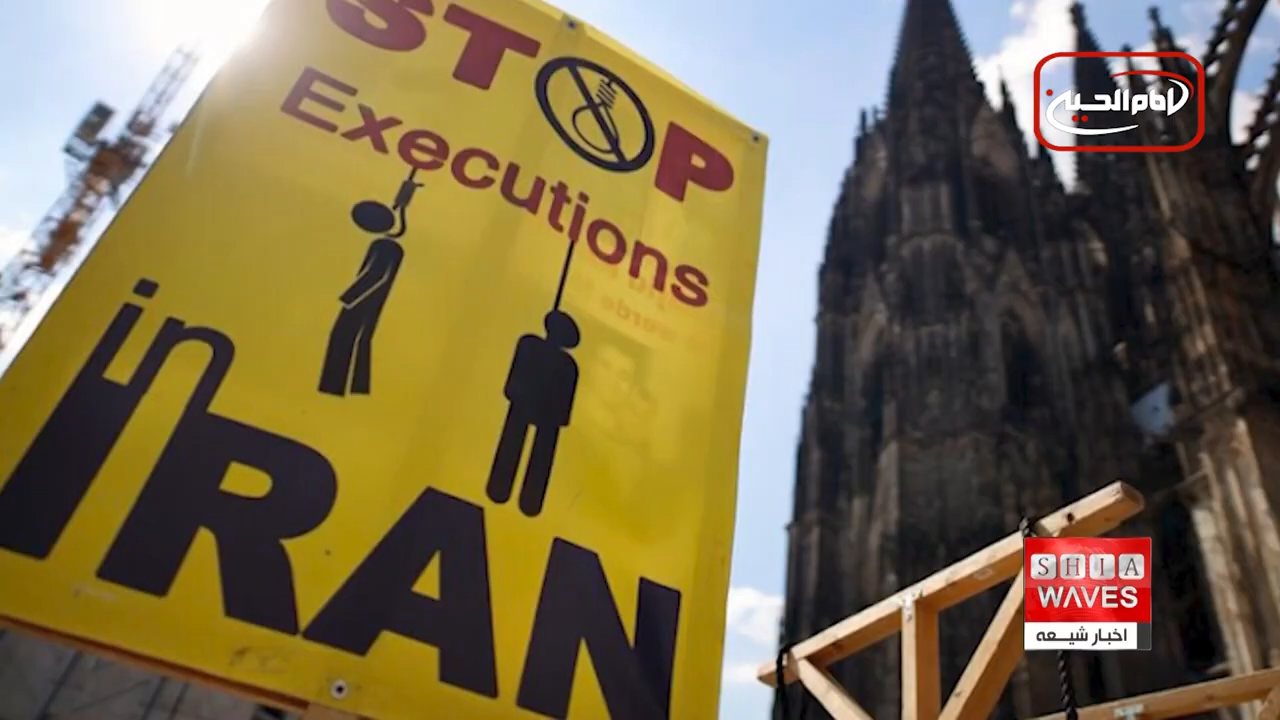 STOP
Executions
in
IRAN
امام الحسین
SHIA
WAVES
اخبار شیعه